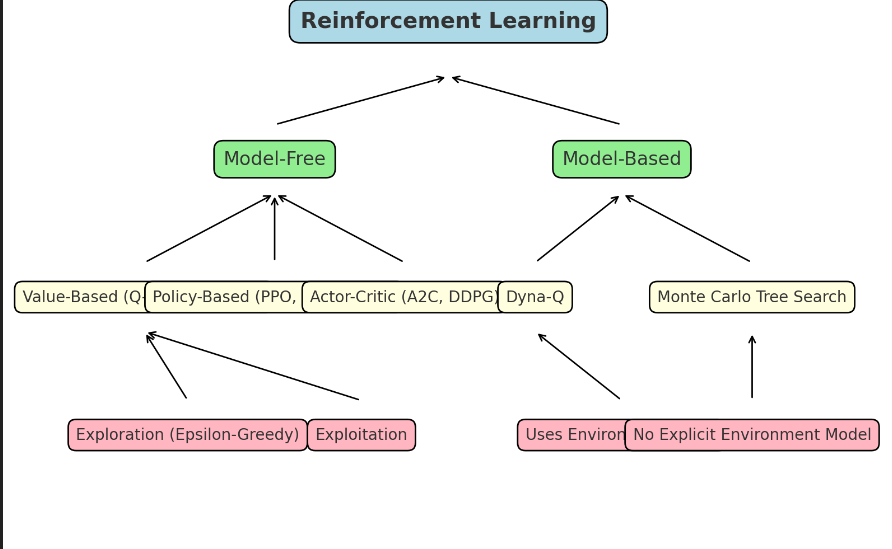 Reinforcement Learning
Model-Free
Model-Based
Value-Based (Q-
Policy-Based (PPO,
Actor-Critic (A2C, DDPG)
Dyna-Q
Monte Carlo Tree Search
Exploration (Epsilon-Greedy)
Exploitation
Uses Environ
No Explicit Environment Model